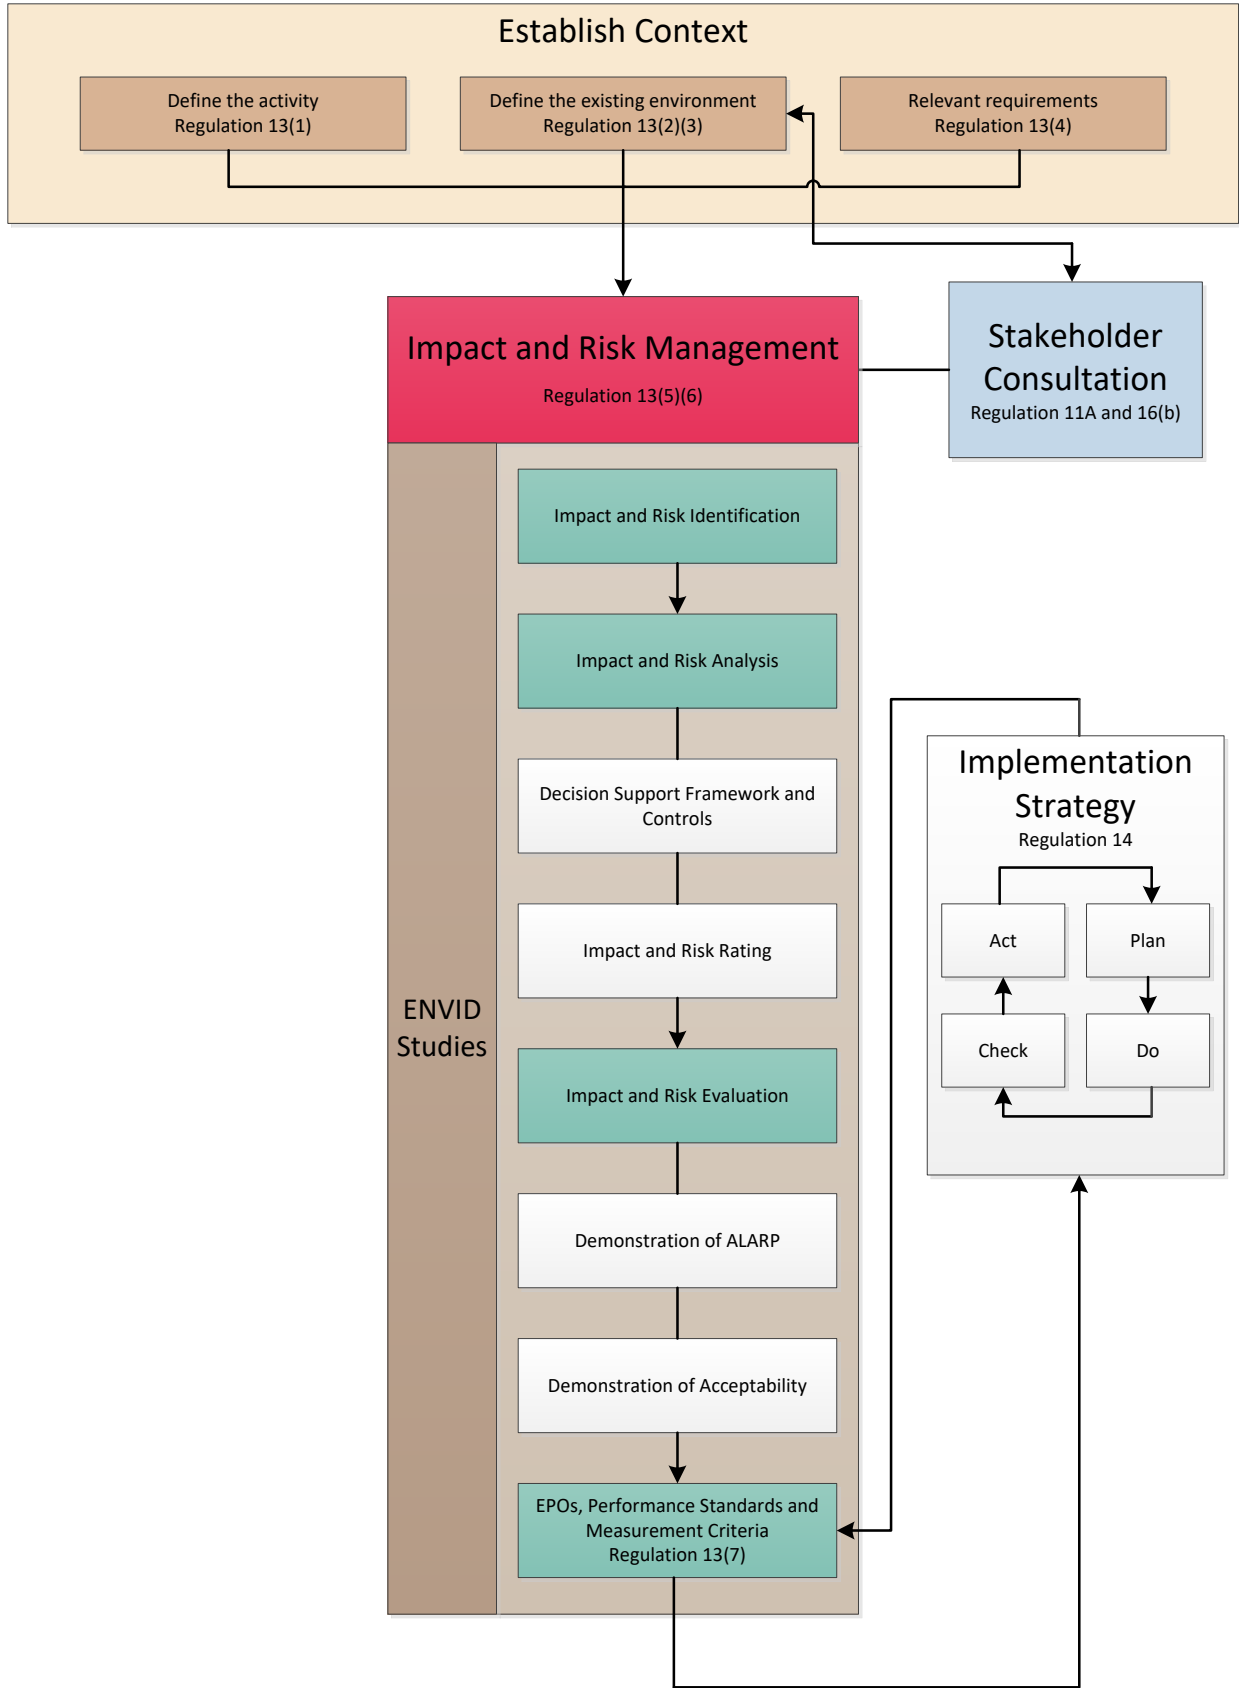 Establish Context
Define the activity
Regulation 13(1)
Define the existing environment
Regulation 13(2)(3)
Relevant requirements
Regulation 13(4)
Impact and Risk Management
Regulation 13(5)(6)
Stakeholder
Consultation
Regulation 11A and 16(b)
ENVID
Studies
Impact and Risk Identification
Impact and Risk Analysis
Decision Support Framework and
Controls
Impact and Risk Rating
Impact and Risk Evaluation
Demonstration of ALARP
Demonstration of Acceptability
EPOs, Performance Standards and
Measurement Criteria
Regulation 13(7)
Implementation
Strategy
Regulation 14
Act
Plan
Check
Do